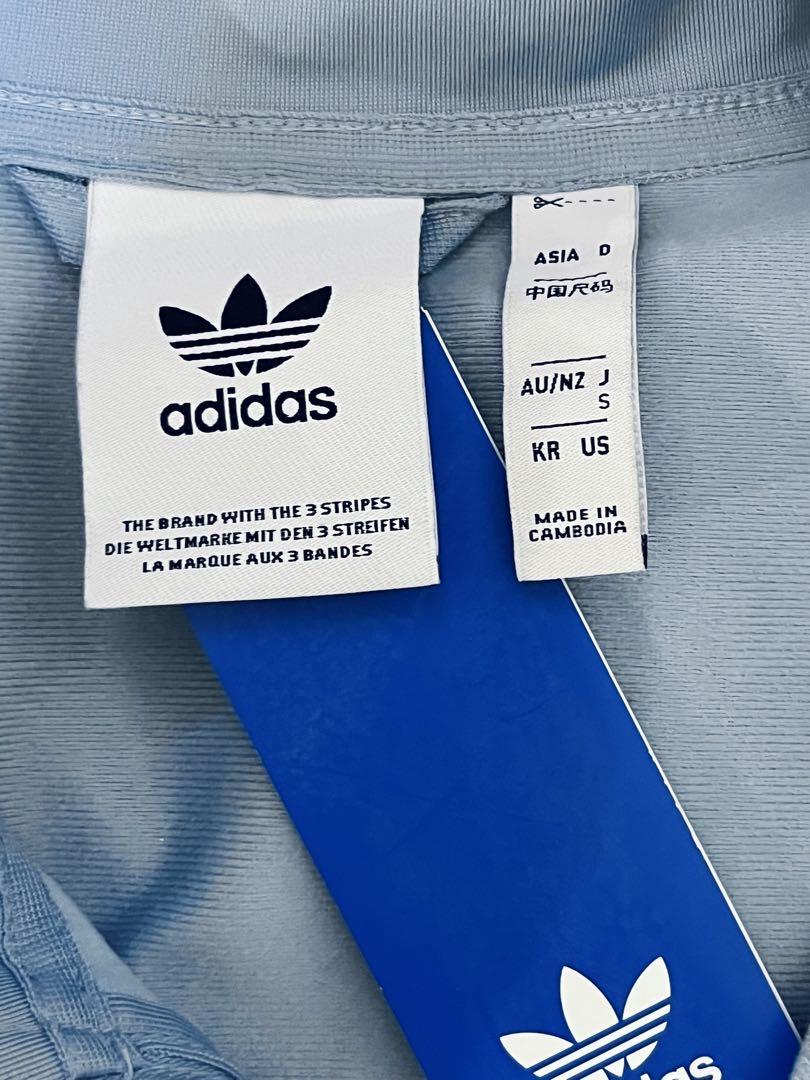 adidas
THE BRAND WITH THE 3 STRIPES
DIE WELTMARKE MIT DEN 3 STREIFEN
LA MARQUE AUX 3 BANDES
ASIA D
中国尺码
AU/NZ J
S
KR US
MADE IN
CAMBODIA
adidas